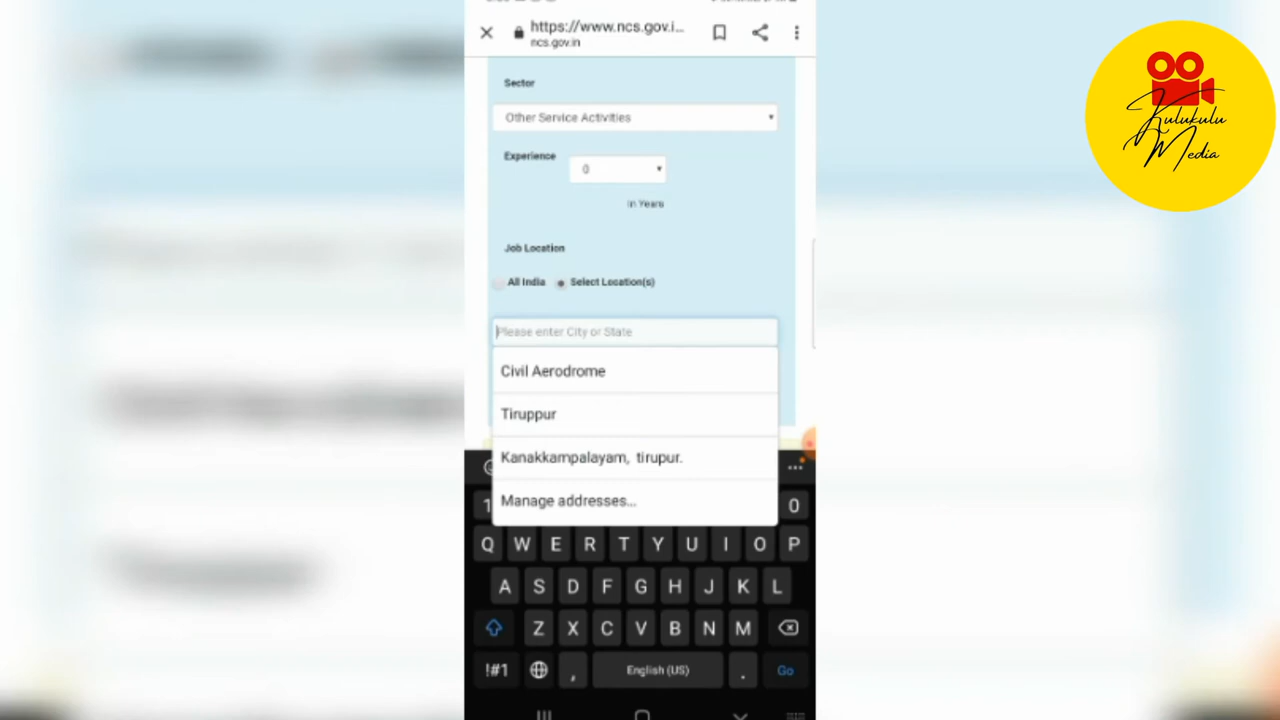 https://www.ncs.gov.i...
ncs.gov.in
Kulukulu
Media
Sector
Other Service Activities
Experience
0
In Years
Job Location
All India Select Location(s)
Please enter City or State
Civil Aerodrome
Tiruppur
Kanakkampalayam, tirupur.
Manage addresses...
1 0
Q W E R T Y U I O P
A S D F G H J K L
Z X C V B N M
!#1 , English (US) . Go